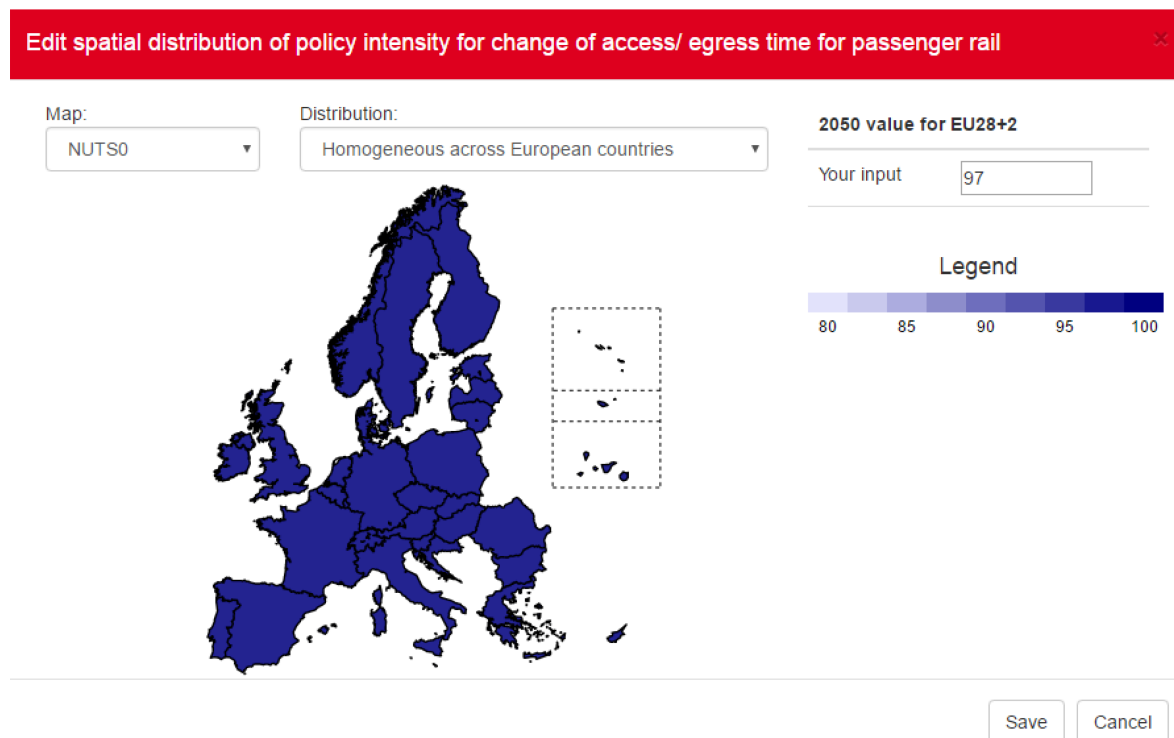 Edit spatial distribution of policy intensity for change of access/ egress time for passenger rail ×
Map:
NUTS0
Distribution:
Homogeneous across European countries
2050 value for EU28+2
Your input 97
Legend
80 85 90 95 100
Save Cancel